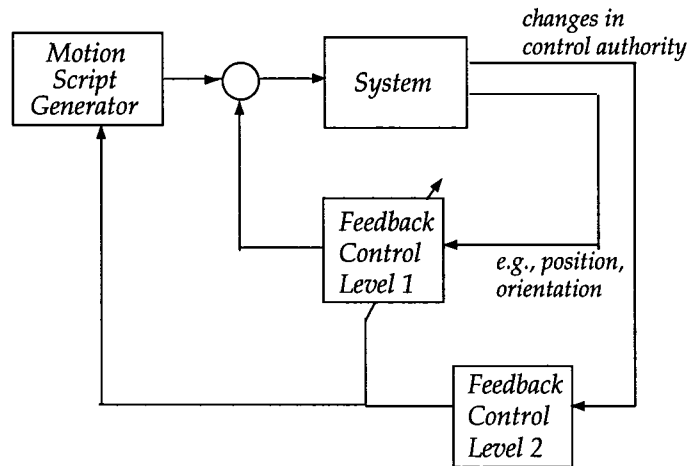 changes in
control authority
Motion
Script
Generator
System
Feedback
Control
Level 1
e.g., position,
orientation
Feedback
Control
Level 2